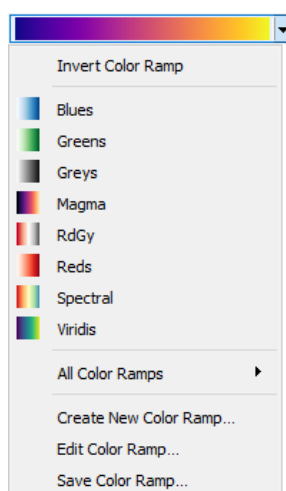 Invert Color Ramp
Blues
Greens
Greys
Magma
RdGy
Reds
Spectral
Viridis
All Color Ramps
Create New Color Ramp...
Edit Color Ramp...
Save Color Ramp...